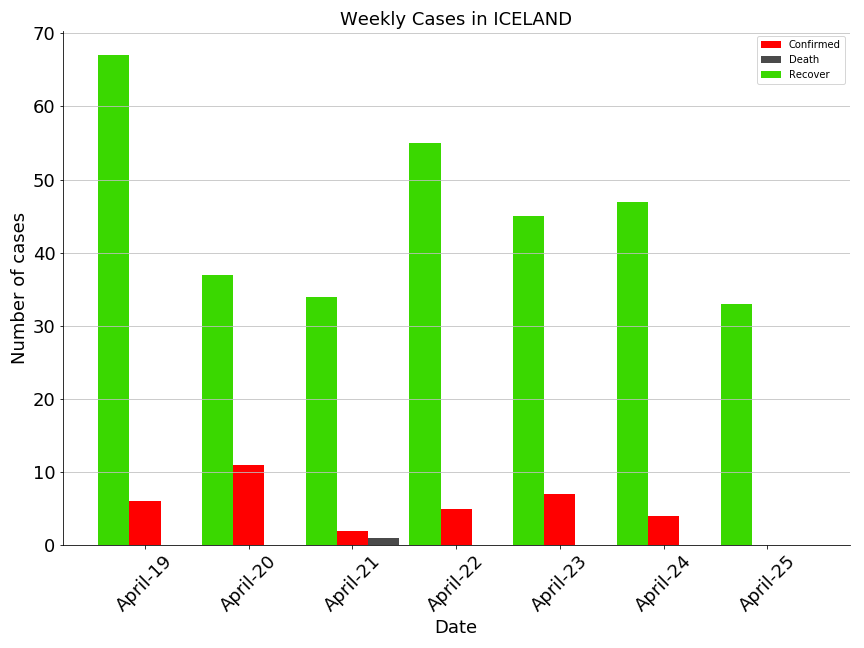 Weekly Cases in ICELAND
Confirmed
Death
Recover
Number of cases
70
60
50
40
30
20
10
0
April-19
April-20
April-21
April-22
April-23
April-24
April-25
Date